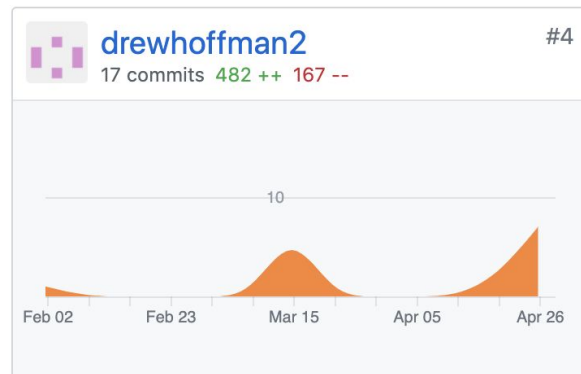 drewhoffman2 #4
17 commits 482 ++ 167 --
10
Feb 02 Feb 23 Mar 15 Apr 05 Apr 26